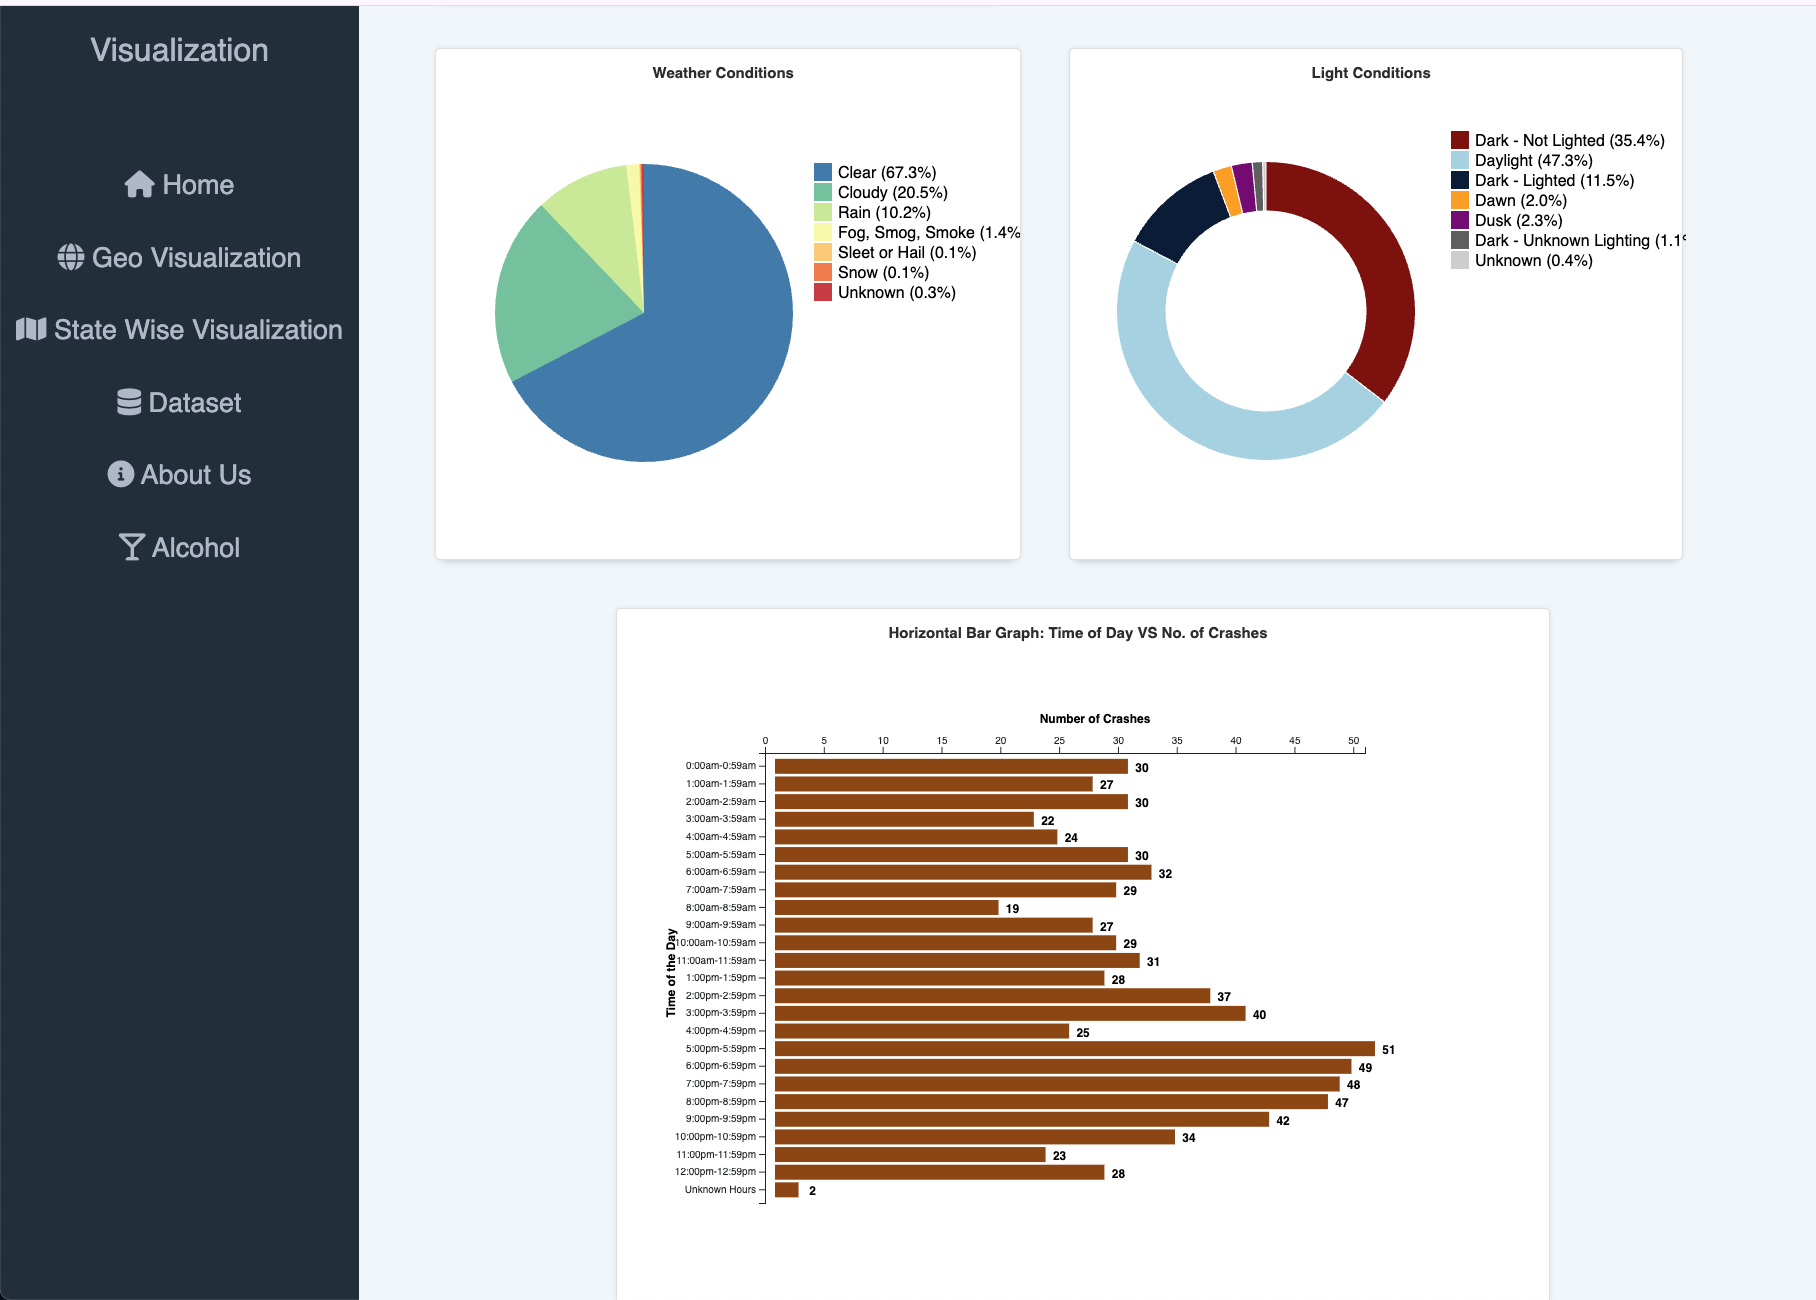 Visualization
Home
Geo Visualization
State Wise Visualization
Dataset
About Us
Alcohol
Weather Conditions
Clear (67.3%)
Cloudy (20.5%)
Rain (10.2%)
Fog, Smog, Smoke (1.4%
Sleet or Hail (0.1%)
Snow (0.1%)
Unknown (0.3%)
Light Conditions
Dark - Not Lighted (35.4%)
Daylight (47.3%)
Dark - Lighted (11.5%)
Dawn (2.0%)
Dusk (2.3%)
Dark - Unknown Lighting (1.1%
Unknown (0.4%)
Horizontal Bar Graph: Time of Day VS No. of Crashes
Number of Crashes
0 5 10 15 20 25 30 35 40 45 50
Time of the Day
0:00am-0:59am 30
1:00am-1:59am 27
2:00am-2:59am 30
3:00am-3:59am 22
4:00am-4:59am 24
5:00am-5:59am 30
6:00am-6:59am 32
7:00am-7:59am 29
8:00am-8:59am 19
9:00am-9:59am 27
10:00am-10:59am 29
11:00am-11:59am 31
1:00pm-1:59pm 28
2:00pm-2:59pm 37
3:00pm-3:59pm 40
4:00pm-4:59pm 25
5:00pm-5:59pm 51
6:00pm-6:59pm 49
7:00pm-7:59pm 48
8:00pm-8:59pm 47
9:00pm-9:59pm 42
10:00pm-10:59pm 34
11:00pm-11:59pm 23
12:00pm-12:59pm 28
Unknown Hours 2